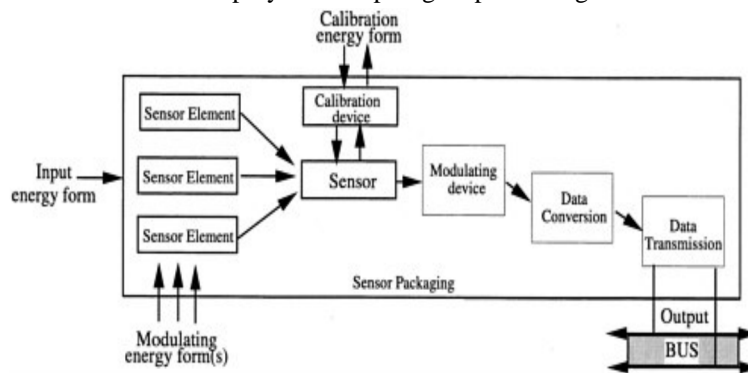 Calibration
energy form
Sensor Element
Calibration
device
Input
energy form
Sensor Element
Sensor
Modulating
device
Data
Conversion
Sensor Element
Data
Transmission
Sensor Packaging
Modulating
energy form(s)
Output
BUS